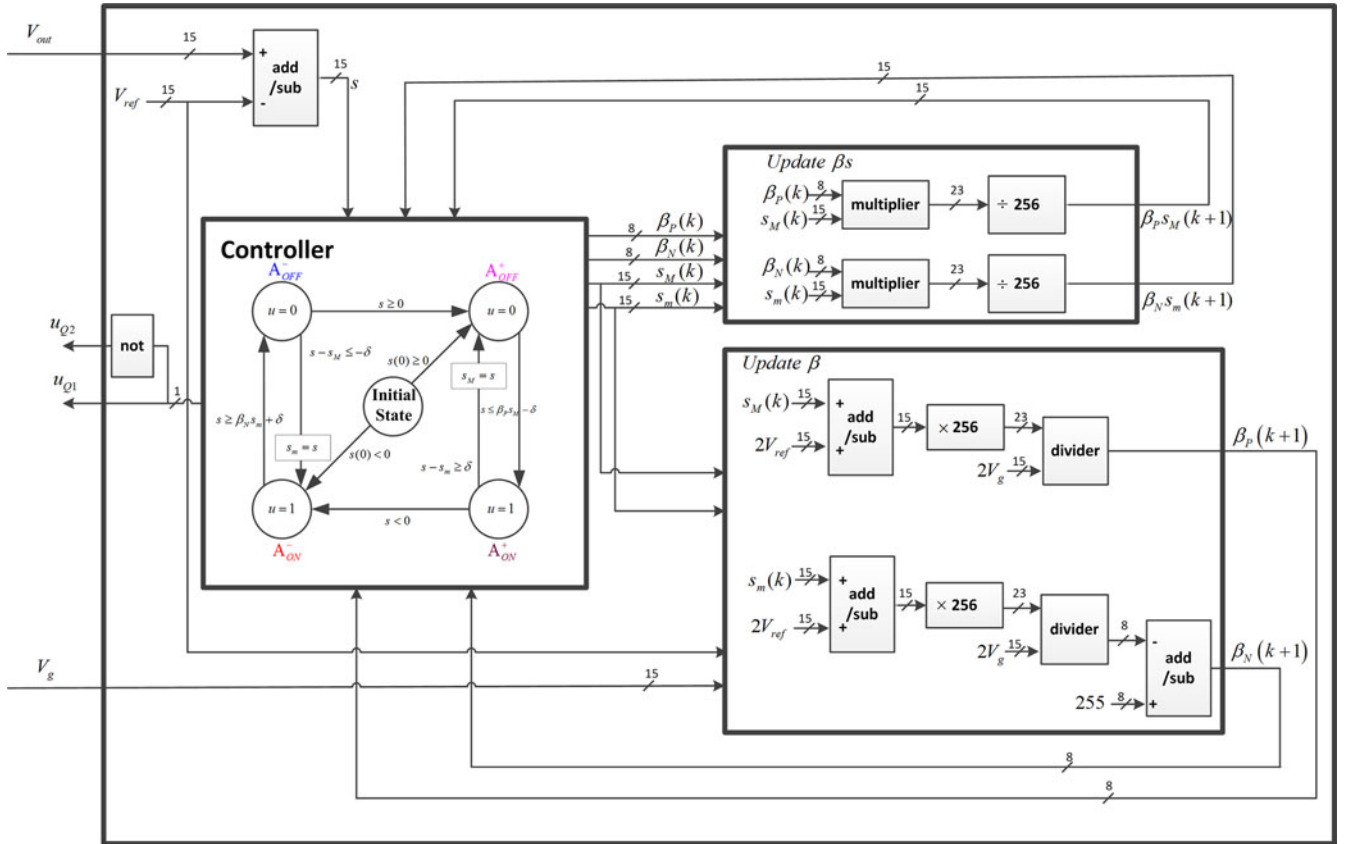 V_out
15
+
add
/sub
-
15
s
V_ref
15
15
15
Update βs
β_P(k)
8
s_M(k)
15
multiplier
23
÷ 256
β_P s_M(k+1)
β_N(k)
8
s_m(k)
15
multiplier
23
÷ 256
β_N s_m(k+1)
8
β_P(k)
8
β_N(k)
15
s_M(k)
15
s_m(k)
Controller
A⁻_OFF
A⁺_OFF
u = 0
s ≥ 0
u = 0
s − s_M ≤ −δ
s(0) ≥ 0
s_M = s
Initial
State
s ≥ β_N s_m + δ
s ≤ β_P s_M − δ
s_m = s
s(0) < 0
s − s_m ≥ δ
u = 1
s < 0
u = 1
A⁻_ON
A⁺_ON
u_Q2
not
u_Q1
1
Update β
s_M(k)
15
+
add
/sub
2V_ref
15
+
15
× 256
23
2V_g
15
divider
β_P(k+1)
s_m(k)
15
+
add
/sub
2V_ref
15
+
15
× 256
23
2V_g
15
divider
8
-
add
/sub
255
8
+
β_N(k+1)
V_g
15
8
8